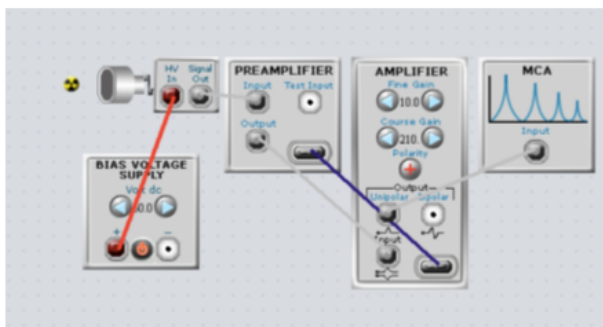 HV In
Signal Out
PREAMPLIFIER
Input
Test Input
Output
AMPLIFIER
Fine Gain
10.0
Course Gain
210.
Polarity
+
Output
Unipolar
Bipolar
Input
MCA
Input
BIAS VOLTAGE
SUPPLY
Volt dc
+
−